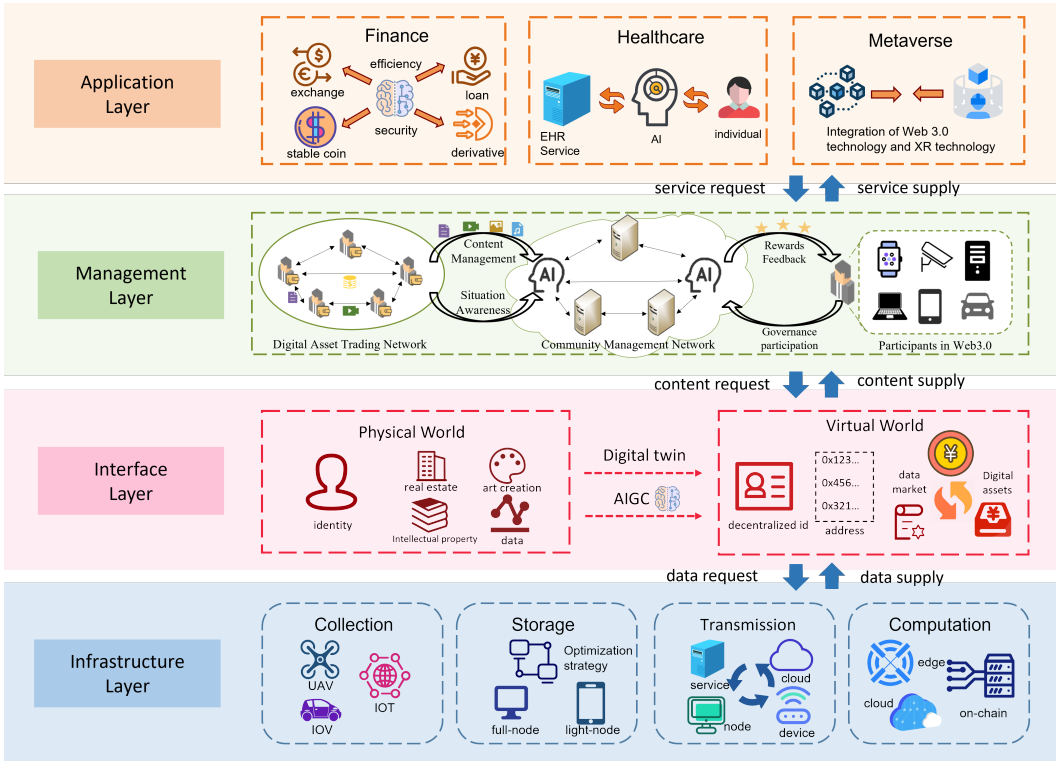 Application
Layer
Finance
efficiency
exchange
loan
security
stable coin
derivative
Healthcare
EHR
Service
AI
individual
Metaverse
Integration of Web 3.0
technology and XR technology
service request
service supply
Management
Layer
Digital Asset Trading Network
Content
Management
Situation
Awareness
AI
AI
Community Management Network
Rewards
Feedback
Governance
participation
Participants in Web3.0
content request
content supply
Interface
Layer
Physical World
identity
real estate
art creation
Intellectual property
data
Digital twin
AIGC
Virtual World
decentralized id
0x123...
0x456...
0x321...
address
data
market
Digital
assets
data request
data supply
Infrastructure
Layer
Collection
UAV
IOT
IOV
Storage
Optimization
strategy
full-node
light-node
Transmission
service
cloud
node
device
Computation
edge
cloud
on-chain